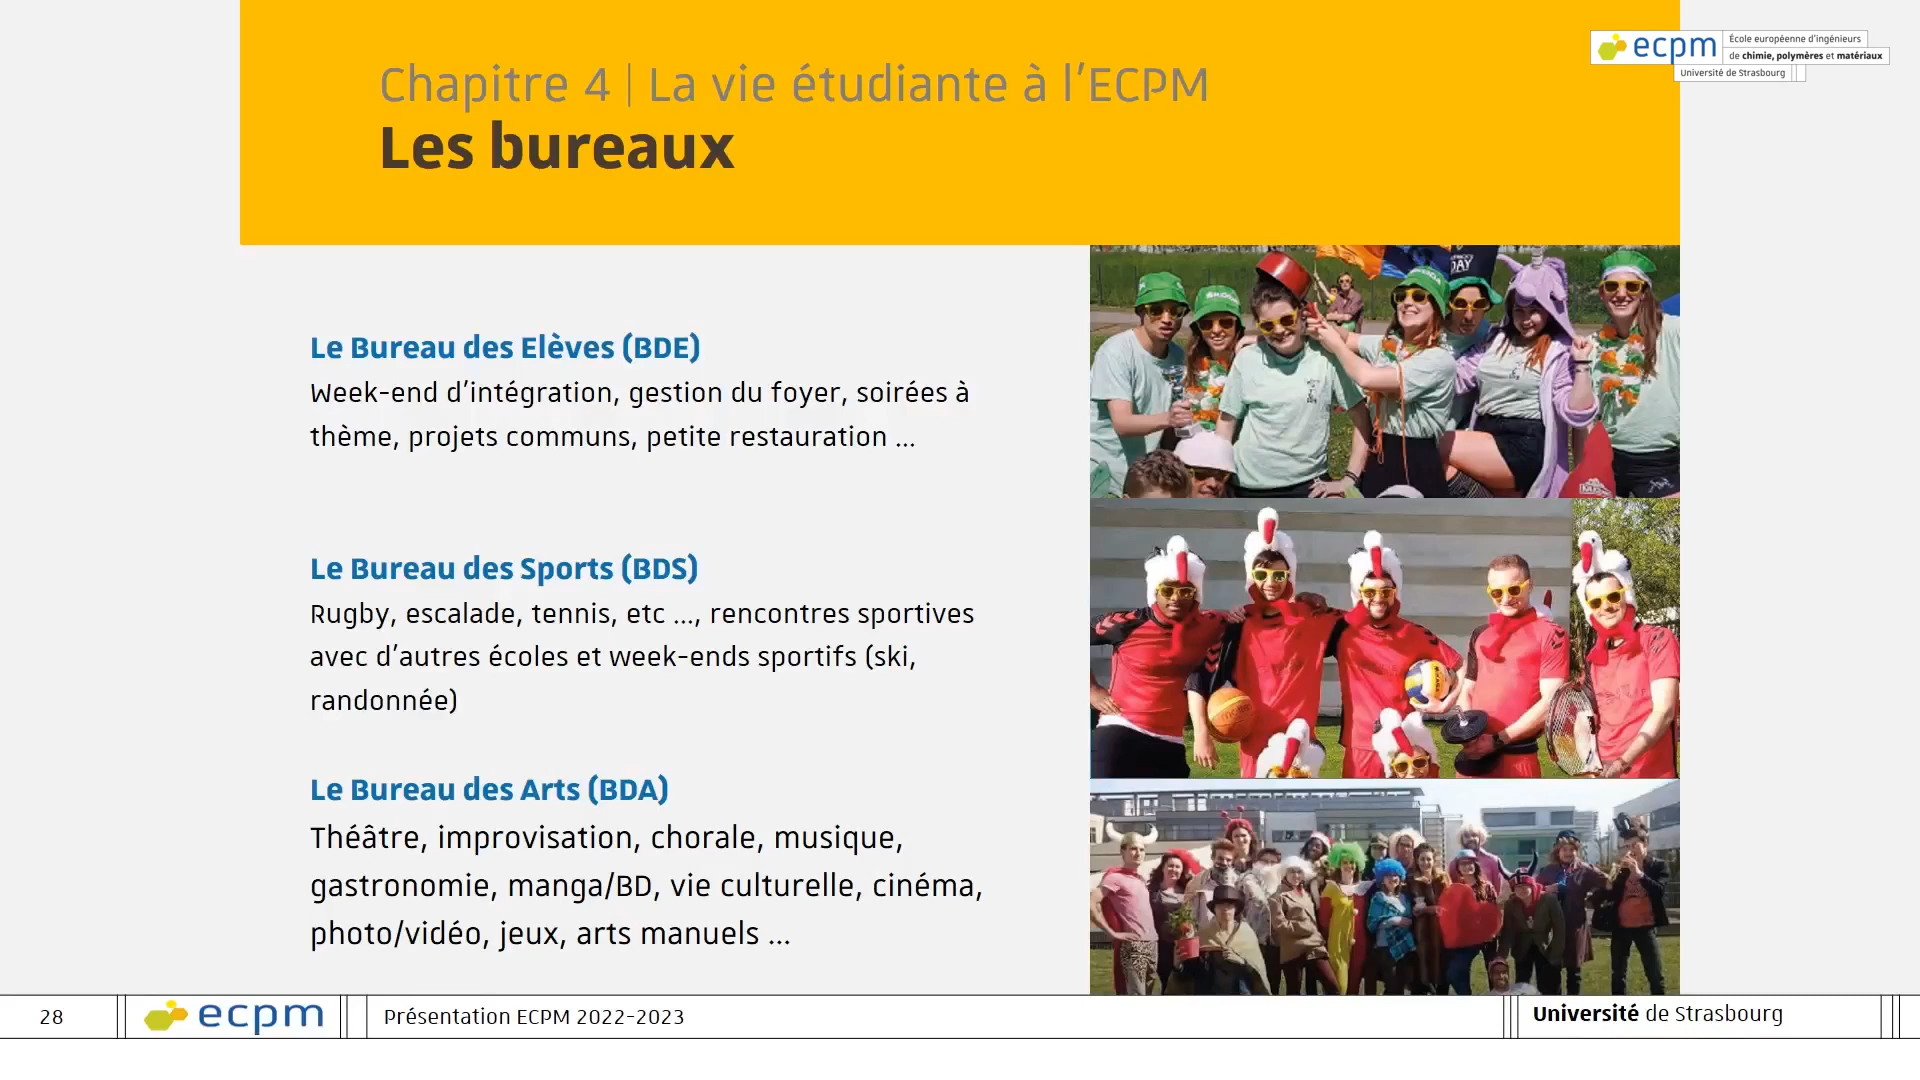 Chapitre 4 | La vie étudiante à l'ECPM
Les bureaux
ecpm
École européenne d'ingénieurs
de chimie, polymères et matériaux
Université de Strasbourg
Le Bureau des Elèves (BDE)
Week-end d'intégration, gestion du foyer, soirées à
thème, projets communs, petite restauration ...
Le Bureau des Sports (BDS)
Rugby, escalade, tennis, etc ..., rencontres sportives
avec d'autres écoles et week-ends sportifs (ski,
randonnée)
Le Bureau des Arts (BDA)
Théâtre, improvisation, chorale, musique,
gastronomie, manga/BD, vie culturelle, cinéma,
photo/vidéo, jeux, arts manuels ...
DAY
28
ecpm
Présentation ECPM 2022-2023
Université de Strasbourg